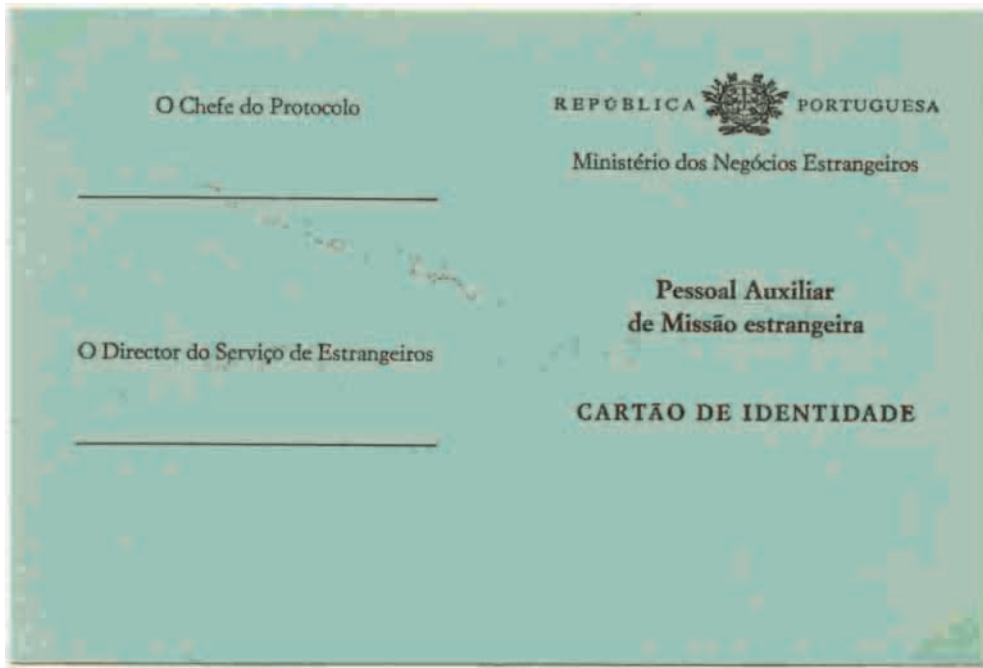 O Chefe do Protocolo
O Director do Serviço de Estrangeiros
REPÚBLICA PORTUGUESA
Ministério dos Negócios Estrangeiros
Pessoal Auxiliar
de Missão estrangeira
CARTÃO DE IDENTIDADE